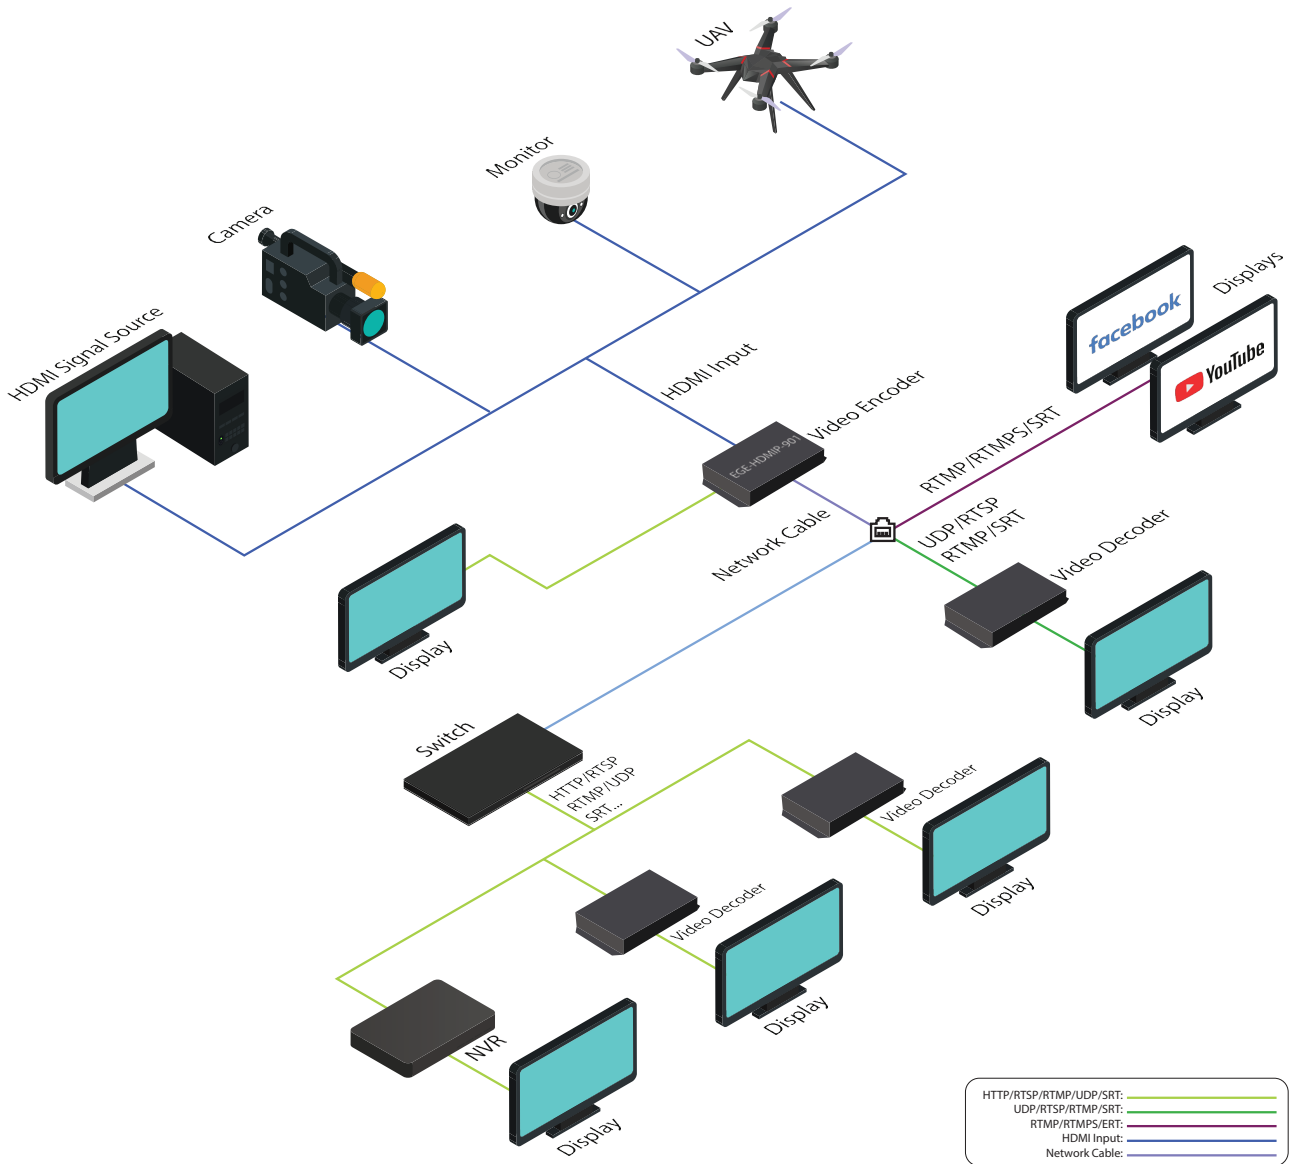 UAV
Monitor
Camera
HDMI Signal Source
Displays
facebook
YouTube
HDMI Input
Video Encoder
EGE-HDMIP-901
RTMP/RTMPS/SRT
Network Cable
UDP/RTSP
RTMP/SRT
Video Decoder
Display
Display
Switch
HTTP/RTSP
RTMP/UDP
SRT...
Video Decoder
Display
Video Decoder
Display
NVR
Display
HTTP/RTSP/RTMP/UDP/SRT:
UDP/RTSP/RTMP/SRT:
RTMP/RTMPS/ERT:
HDMI Input:
Network Cable: